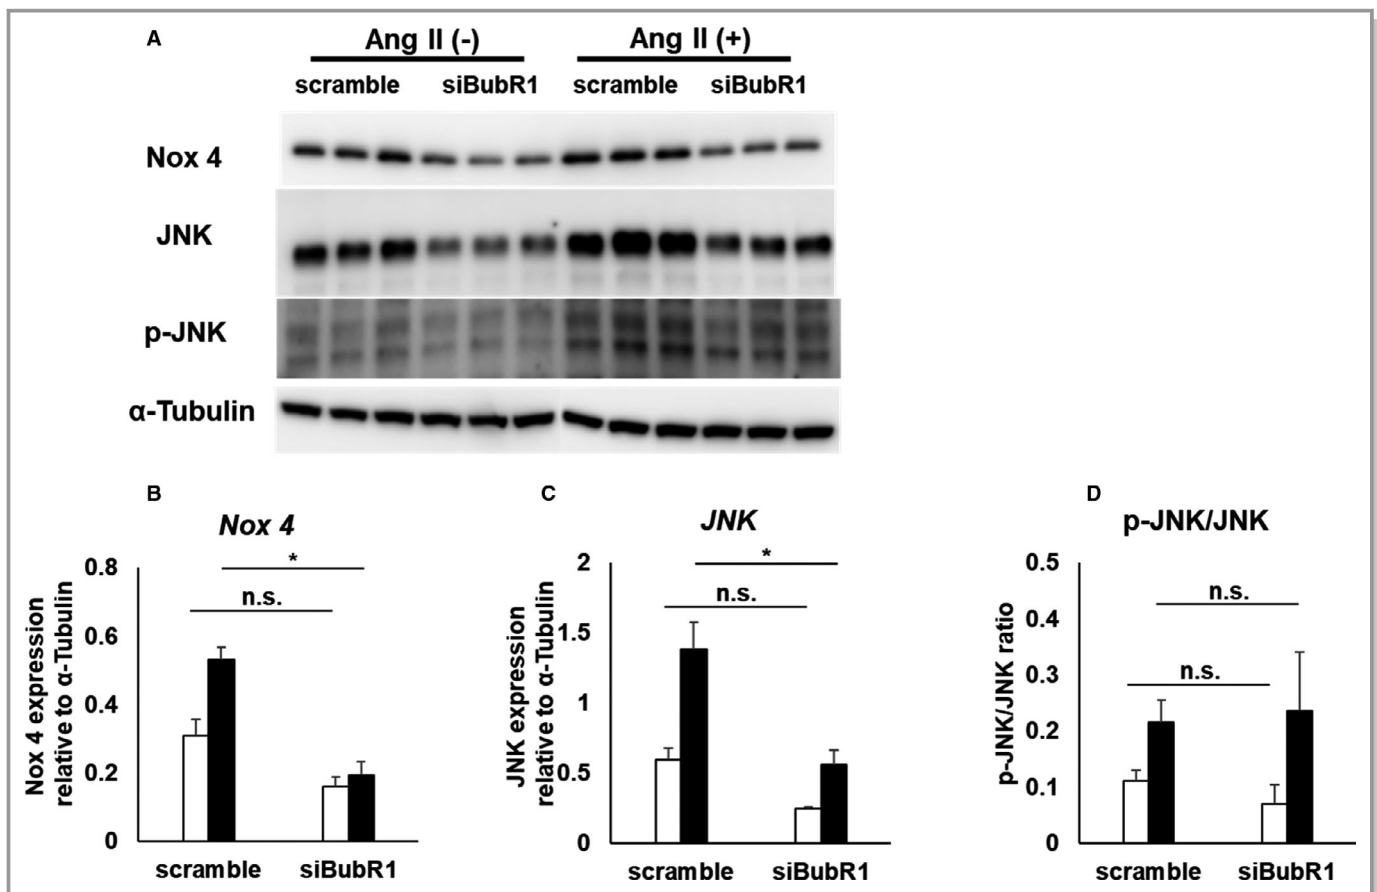 A
Ang II (-) Ang II (+)
scramble siBubR1 scramble siBubR1
Nox 4
JNK
p-JNK
α-Tubulin
B
Nox 4
Nox 4 expression
relative to α-Tubulin
0.8
0.6
0.4
0.2
0
*
n.s.
scramble siBubR1
C
JNK
JNK expression
relative to α-Tubulin
2
1.5
1
0.5
0
*
n.s.
scramble siBubR1
D
p-JNK/JNK
p-JNK/JNK ratio
0.5
0.4
0.3
0.2
0.1
0
n.s.
n.s.
scramble siBubR1